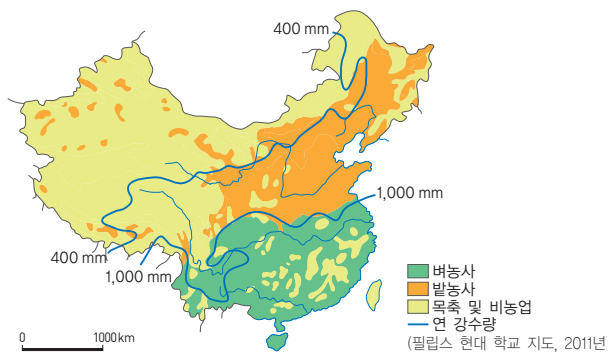 400 mm
1,000 mm
400 mm
1,000 mm
벼농사
밭농사
목축 및 비농업
연 강수량
(필립스 현대 학교 지도, 2011년)
0 1000 km